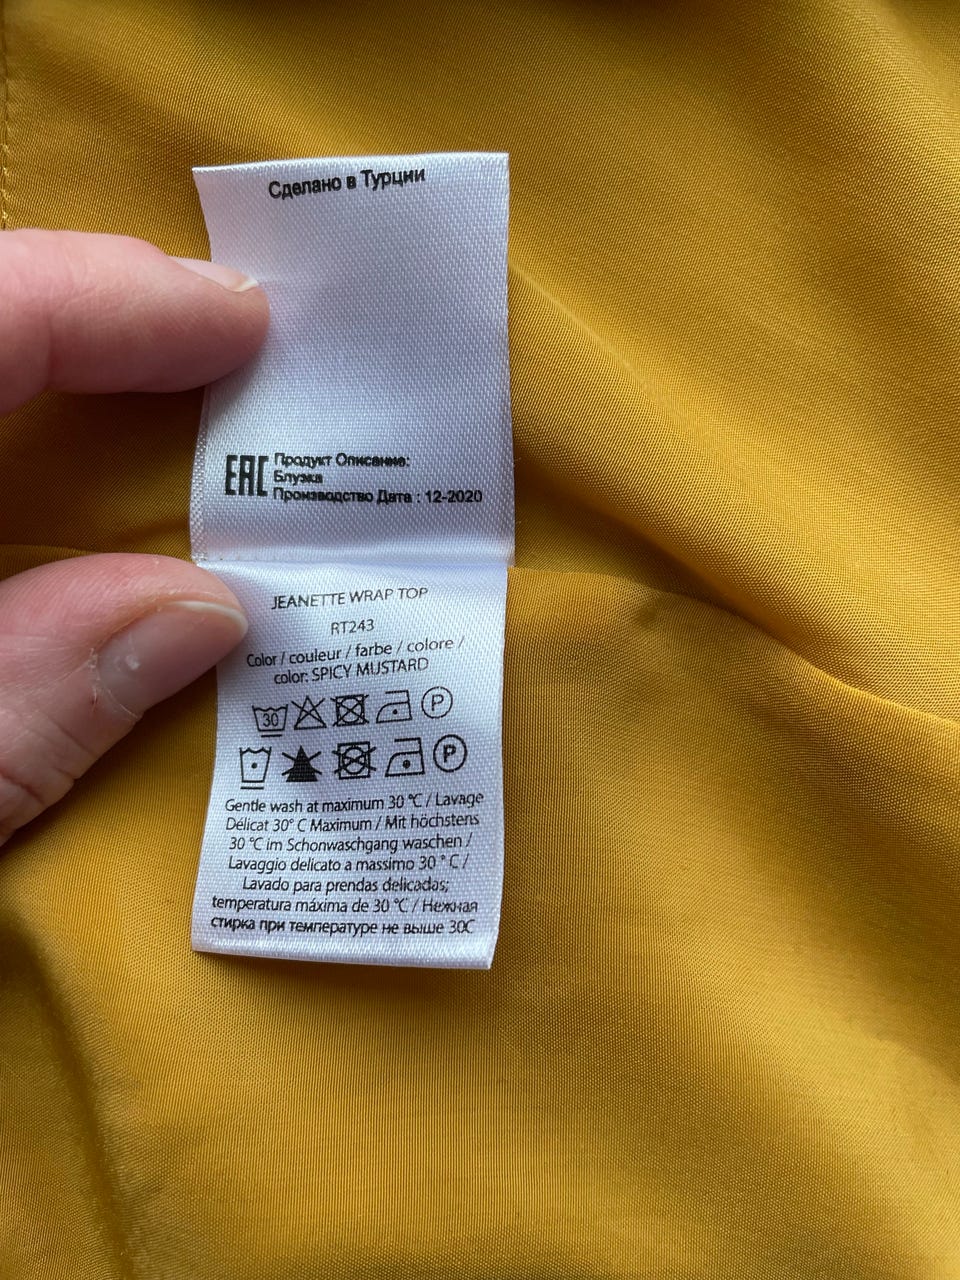 Сделано в Турции
EAC
Продукт Описание:
Блузка
Производство Дата : 12-2020
JEANETTE WRAP TOP
RT243
Color / couleur / farbe / colore /
color: SPICY MUSTARD
30 P
P
Gentle wash at maximum 30 °C / Lavage
Délicat 30° C Maximum / Mit höchstens
30 °C im Schonwaschgang waschen /
Lavaggio delicato a massimo 30 ° C /
Lavado para prendas delicadas;
temperatura máxima de 30 °C / Нежная
стирка при температуре не выше 30C